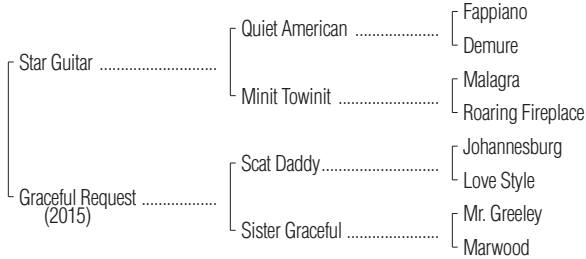 Fappiano
Quiet American ....................
Demure
Star Guitar ............................
Malagra
Minit Towinit ........................
Roaring Fireplace
Johannesburg
Scat Daddy............................
Love Style
Graceful Request ..................
(2015)
Mr. Greeley
Sister Graceful ......................
Marwood